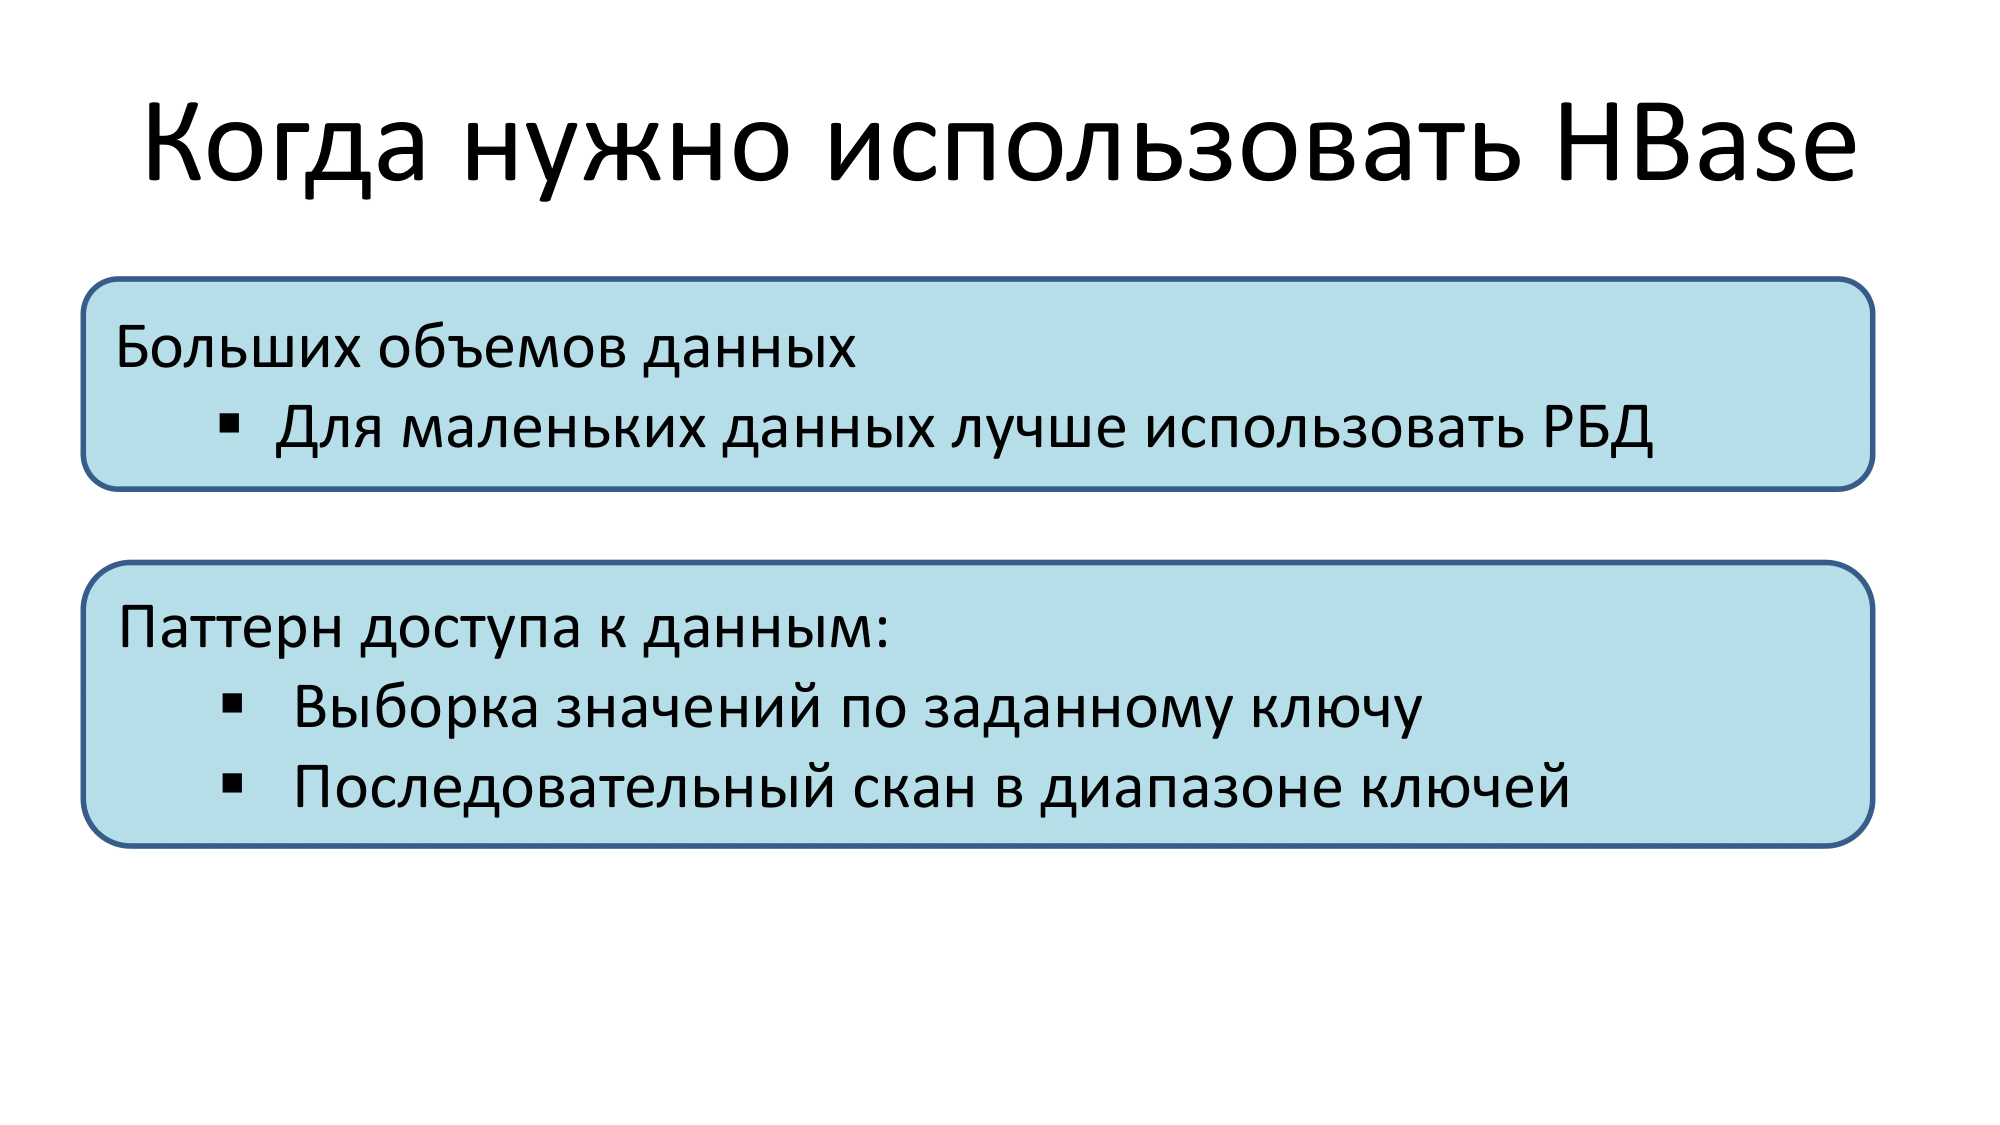 Когда нужно использовать HBase
Больших объемов данных
▪ Для маленьких данных лучше использовать РБД
Паттерн доступа к данным:
▪ Выборка значений по заданному ключу
▪ Последовательный скан в диапазоне ключей